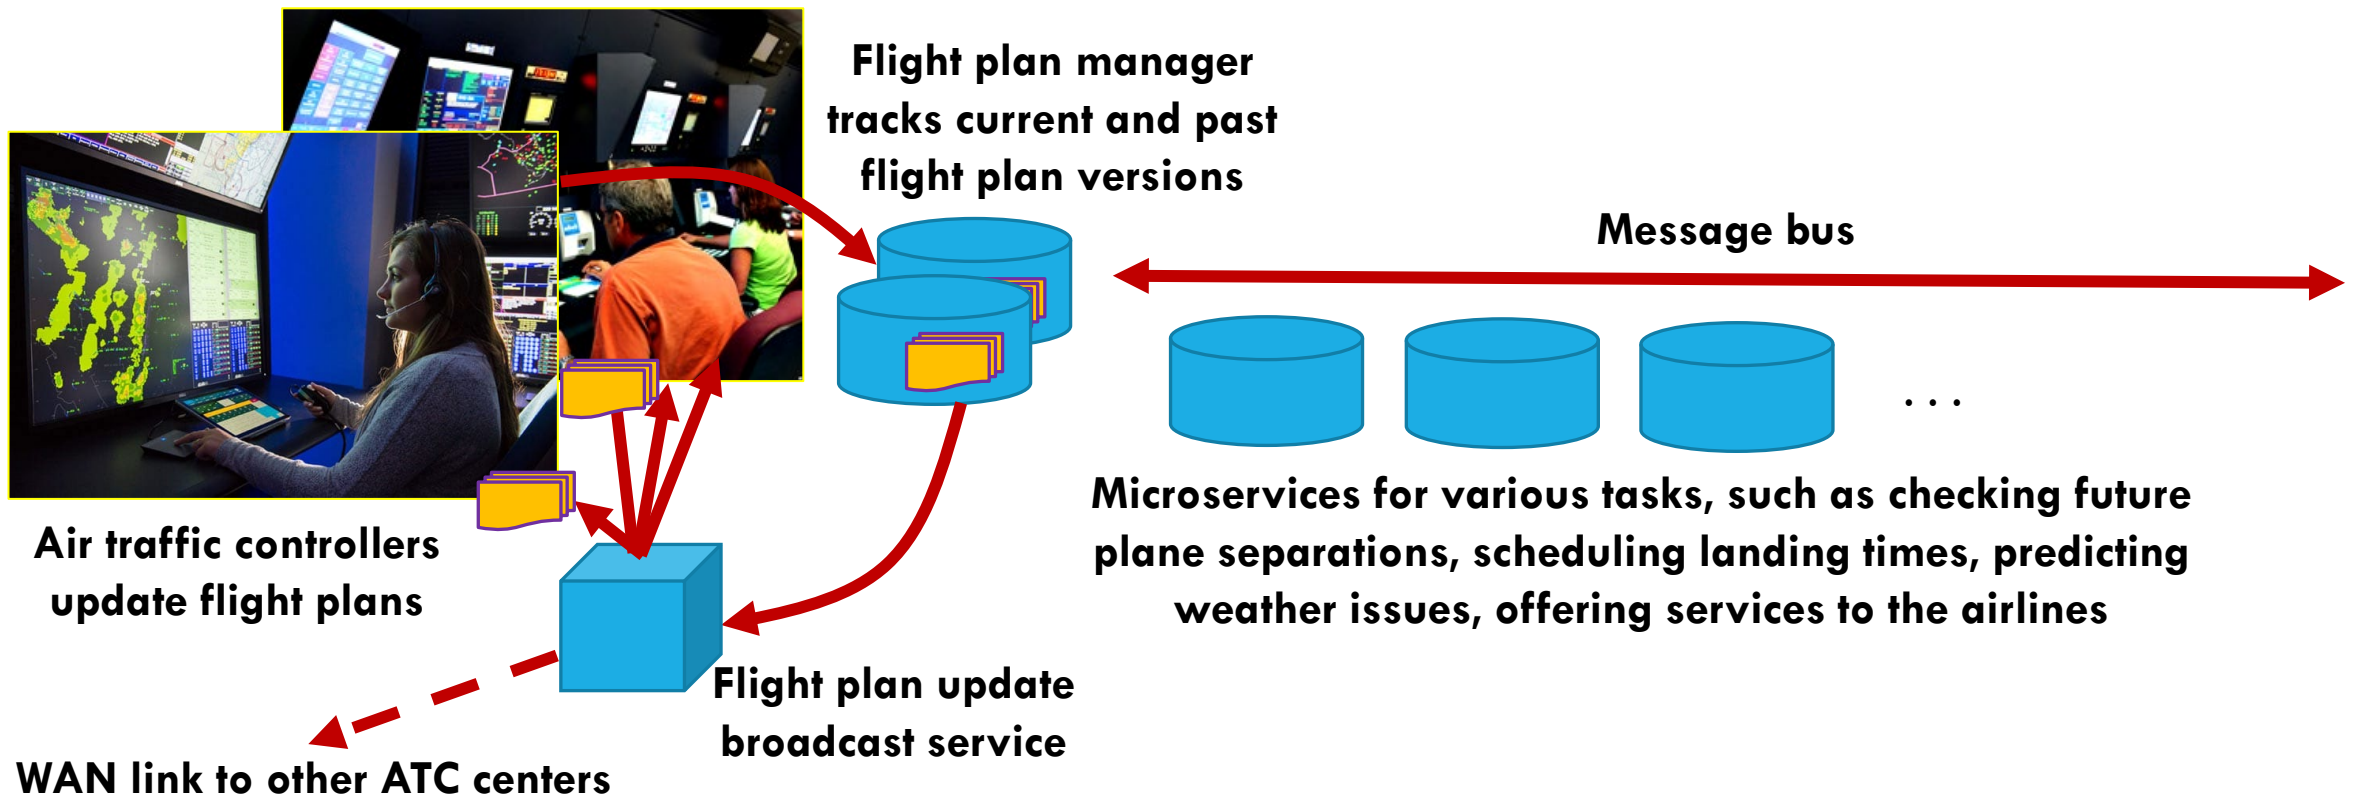 Flight plan manager
tracks current and past
flight plan versions
Message bus
. . .
Microservices for various tasks, such as checking future
plane separations, scheduling landing times, predicting
weather issues, offering services to the airlines
Air traffic controllers
update flight plans
Flight plan update
broadcast service
WAN link to other ATC centers